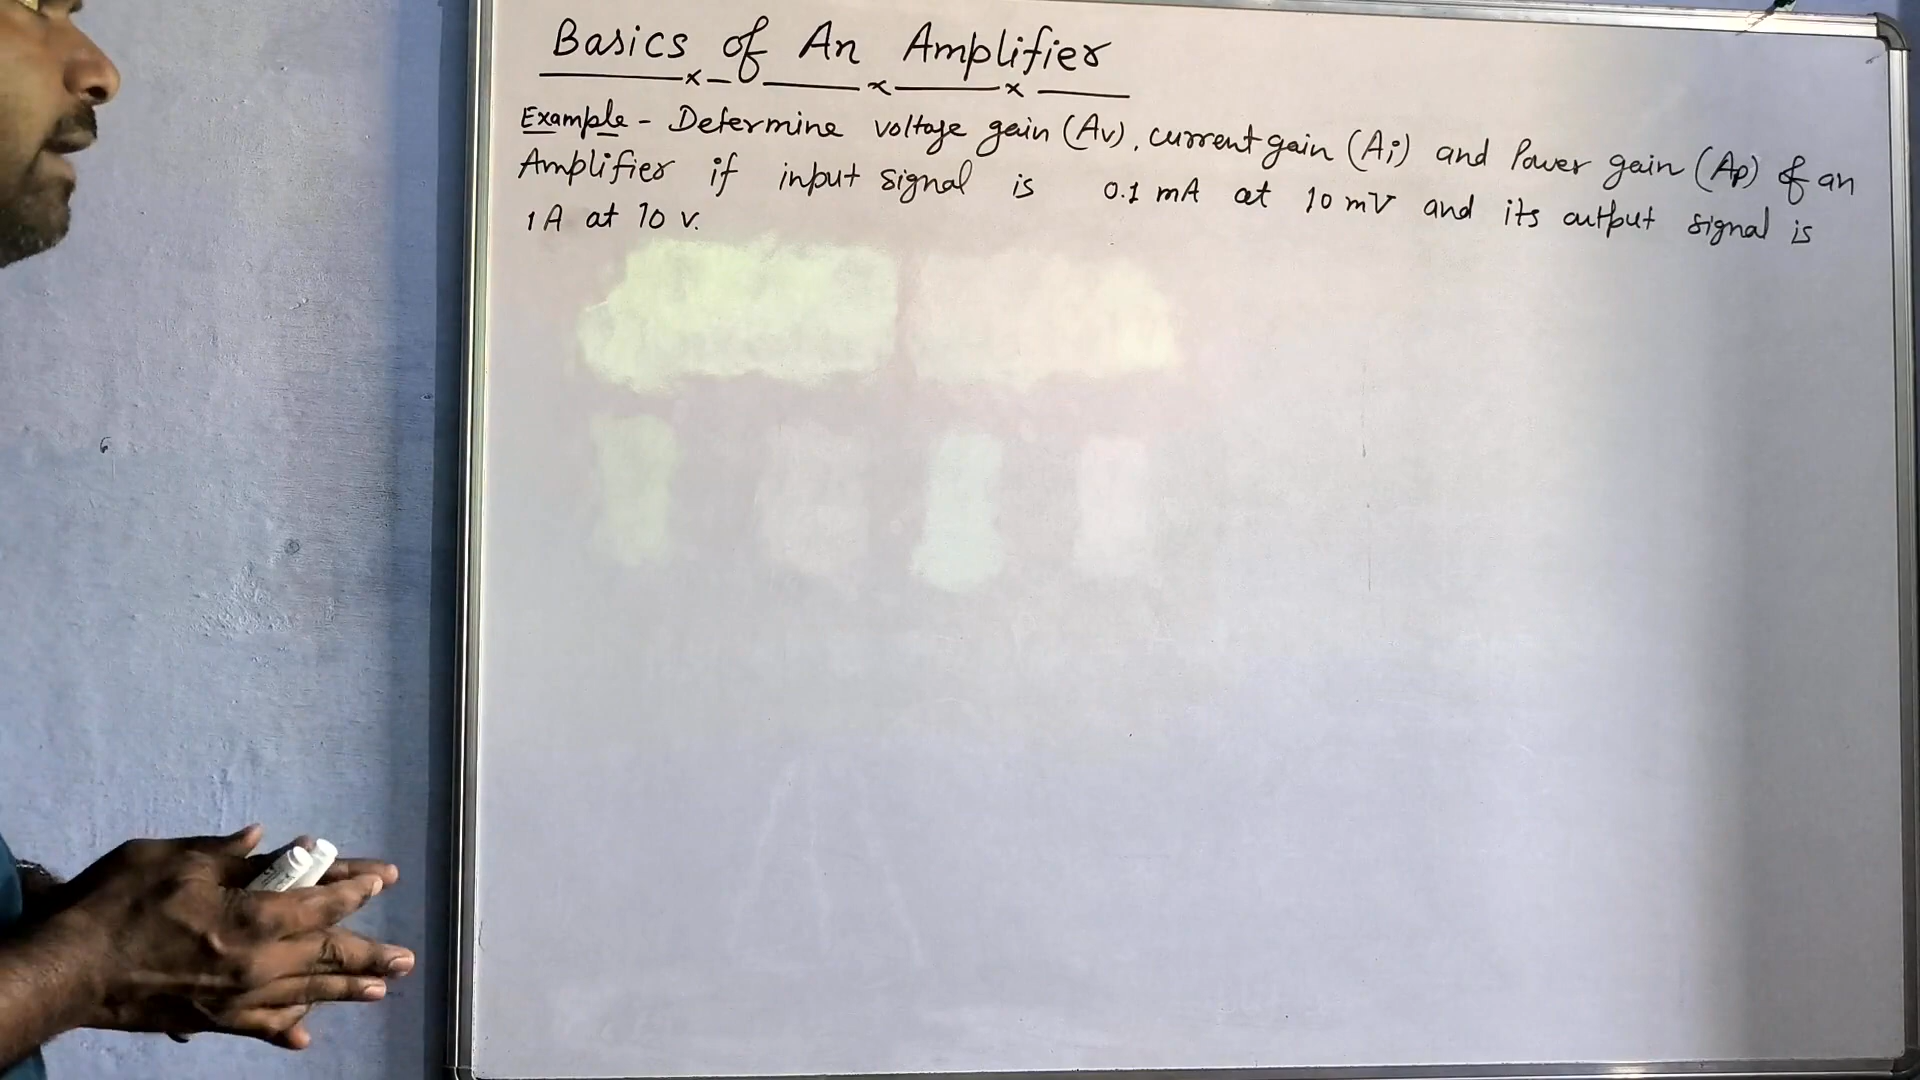 Basics of An Amplifier
Example - Determine voltage gain (Av), current gain (Ai) and Power gain (Ap) of an
Amplifier if input signal is 0.1 mA at 10 mV and its output signal is
1 A at 10 v.